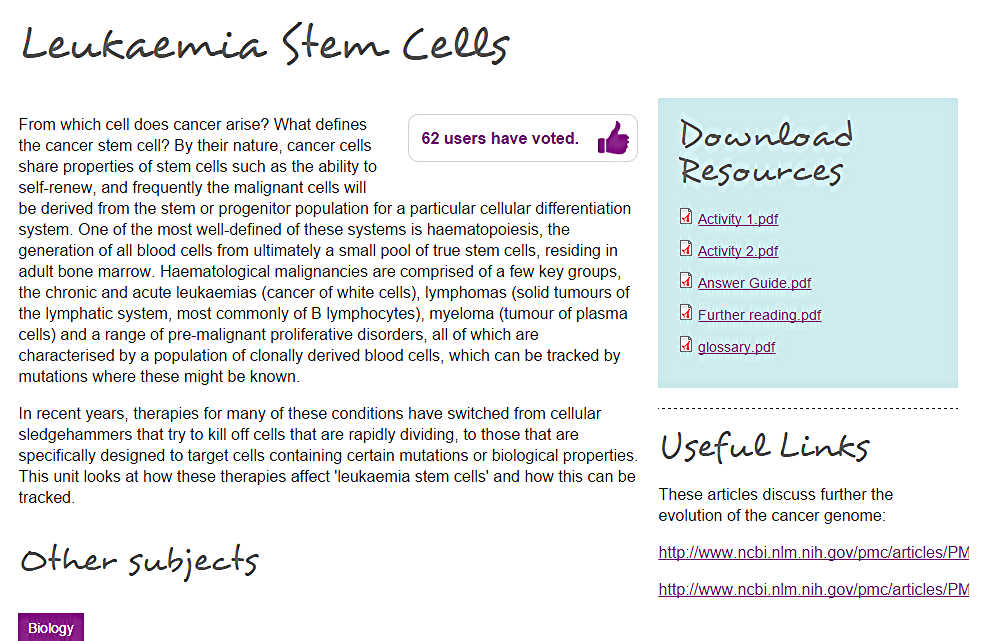 Leukaemia Stem Cells
62 users have voted.
From which cell does cancer arise? What defines
the cancer stem cell? By their nature, cancer cells
share properties of stem cells such as the ability to
self-renew, and frequently the malignant cells will
be derived from the stem or progenitor population for a particular cellular differentiation
system. One of the most well-defined of these systems is haematopoiesis, the
generation of all blood cells from ultimately a small pool of true stem cells, residing in
adult bone marrow. Haematological malignancies are comprised of a few key groups,
the chronic and acute leukaemias (cancer of white cells), lymphomas (solid tumours of
the lymphatic system, most commonly of B lymphocytes), myeloma (tumour of plasma
cells) and a range of pre-malignant proliferative disorders, all of which are
characterised by a population of clonally derived blood cells, which can be tracked by
mutations where these might be known.
In recent years, therapies for many of these conditions have switched from cellular
sledgehammers that try to kill off cells that are rapidly dividing, to those that are
specifically designed to target cells containing certain mutations or biological properties.
This unit looks at how these therapies affect 'leukaemia stem cells' and how this can be
tracked.
Other subjects
Biology
Download
Resources
Activity 1.pdf
Activity 2.pdf
Answer Guide.pdf
Further reading.pdf
glossary.pdf
Useful Links
These articles discuss further the
evolution of the cancer genome:
http://www.ncbi.nlm.nih.gov/pmc/articles/PM
http://www.ncbi.nlm.nih.gov/pmc/articles/PM